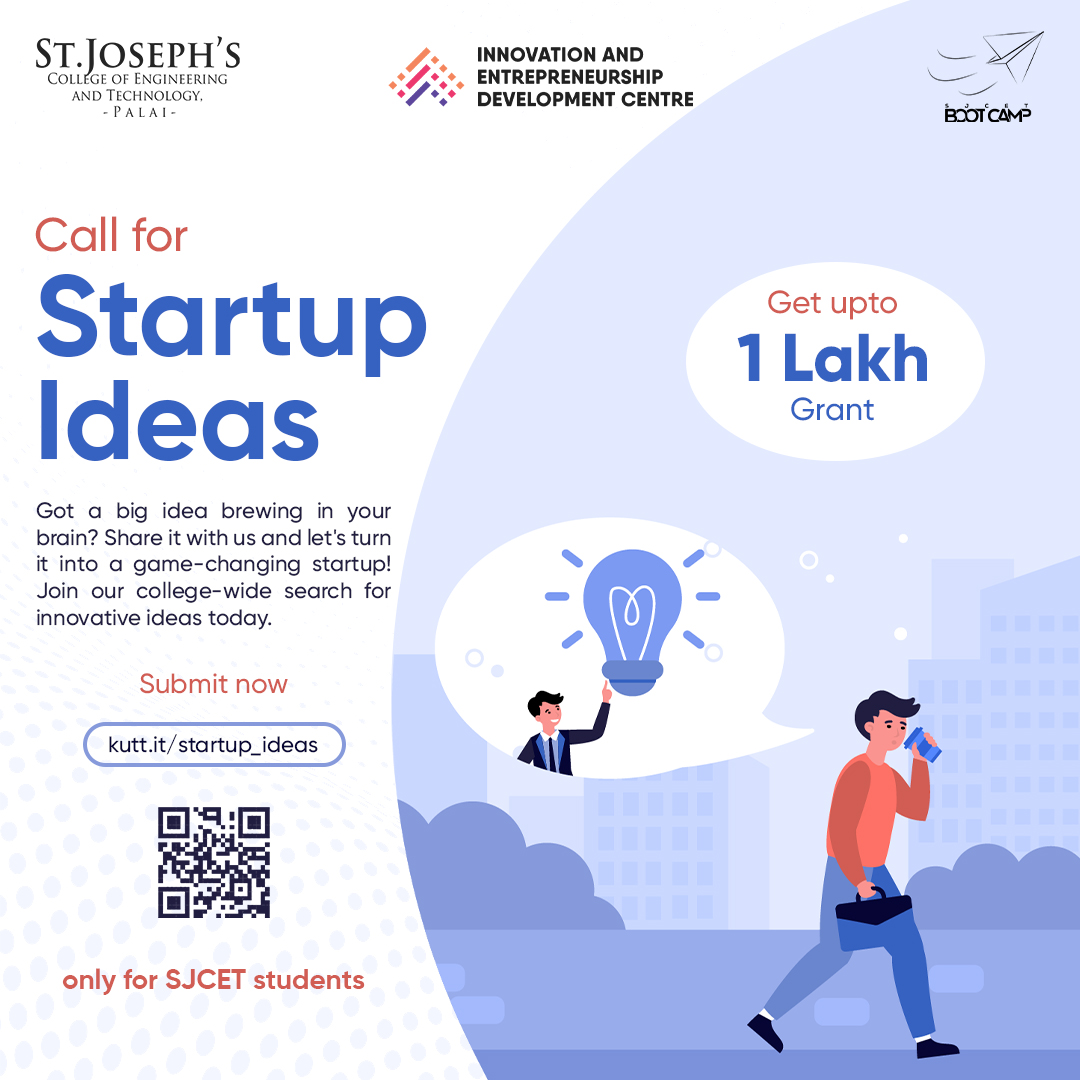 ST.JOSEPH'S
COLLEGE OF ENGINEERING
AND TECHNOLOGY,
- PALAI -
INNOVATION AND
ENTREPRENEURSHIP
DEVELOPMENT CENTRE
SJCET
BOOTCAMP
Call for
Startup
Ideas
Get upto
1 Lakh
Grant
Got a big idea brewing in your
brain? Share it with us and let's turn
it into a game-changing startup!
Join our college-wide search for
innovative ideas today.
Submit now
kutt.it/startup_ideas
only for SJCET students